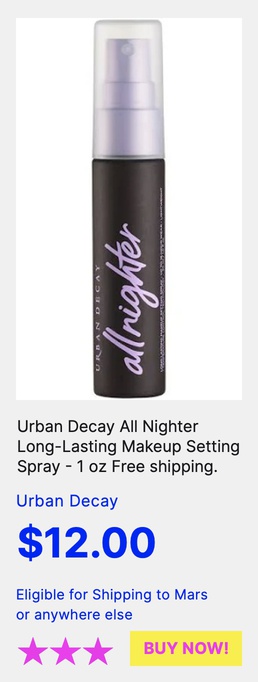 URBAN DECAY
all nighter
Urban Decay All Nighter
Long-Lasting Makeup Setting
Spray - 1 oz Free shipping.
Urban Decay
$12.00
Eligible for Shipping to Mars
or anywhere else
BUY NOW!